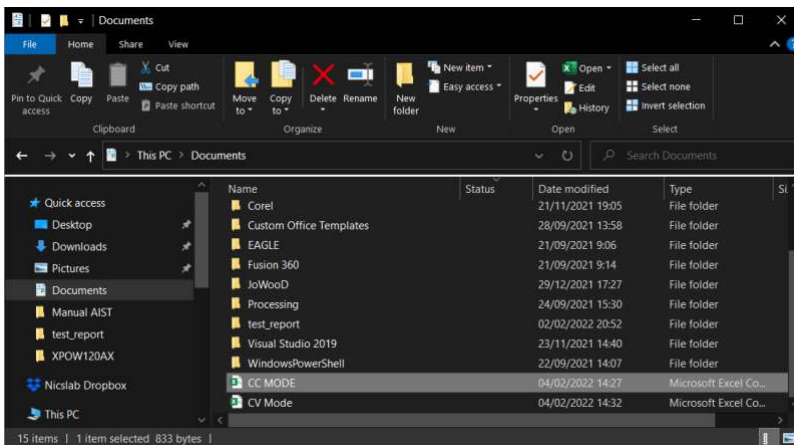 Documents
File Home Share View
Pin to Quick access
Copy
Paste
Cut
Copy path
Paste shortcut
Clipboard
Move to
Copy to
Delete
Rename
Organize
New folder
New item
Easy access
New
Properties
Open
Edit
History
Open
Select all
Select none
Invert selection
Select
This PC > Documents
Search Documents
Quick access
Desktop
Downloads
Pictures
Documents
Manual AIST
test_report
XPOW120AX
Nicslab Dropbox
This PC
Name Status Date modified Type Si
Corel 21/11/2021 19:05 File folder
Custom Office Templates 28/09/2021 13:58 File folder
EAGLE 21/09/2021 9:06 File folder
Fusion 360 21/09/2021 9:14 File folder
JoWooD 29/12/2021 17:27 File folder
Processing 24/09/2021 15:30 File folder
test_report 02/02/2022 20:52 File folder
Visual Studio 2019 23/11/2021 14:40 File folder
WindowsPowerShell 22/09/2021 14:07 File folder
CC MODE 04/02/2022 14:27 Microsoft Excel Co...
CV Mode 04/02/2022 14:32 Microsoft Excel Co...
15 items | 1 item selected 833 bytes |